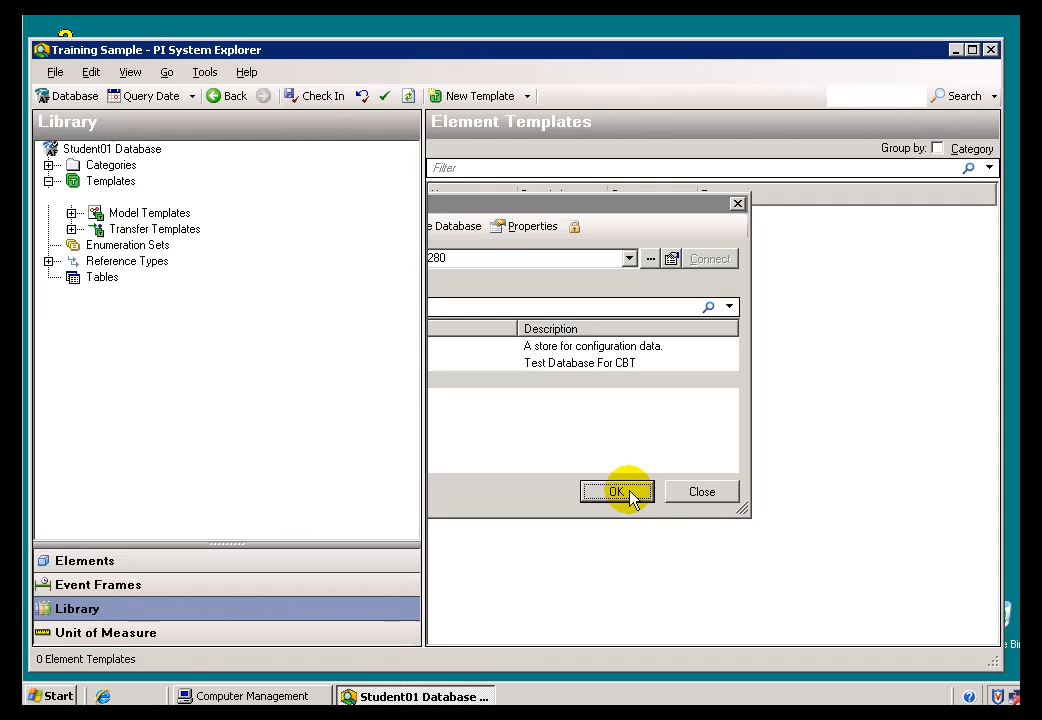 Training Sample - PI System Explorer
File Edit View Go Tools Help
Database Query Date Back Check In New Template Search
Library
Element Templates
Student01 Database
Group by: Category
Categories
Filter
Templates
Model Templates
e Database Properties
Transfer Templates
Enumeration Sets
280 Connect
Reference Types
Tables
Description
A store for configuration data.
Test Database For CBT
OK Close
Elements
Event Frames
Library
Unit of Measure
0 Element Templates
Start Computer Management Student01 Database ...